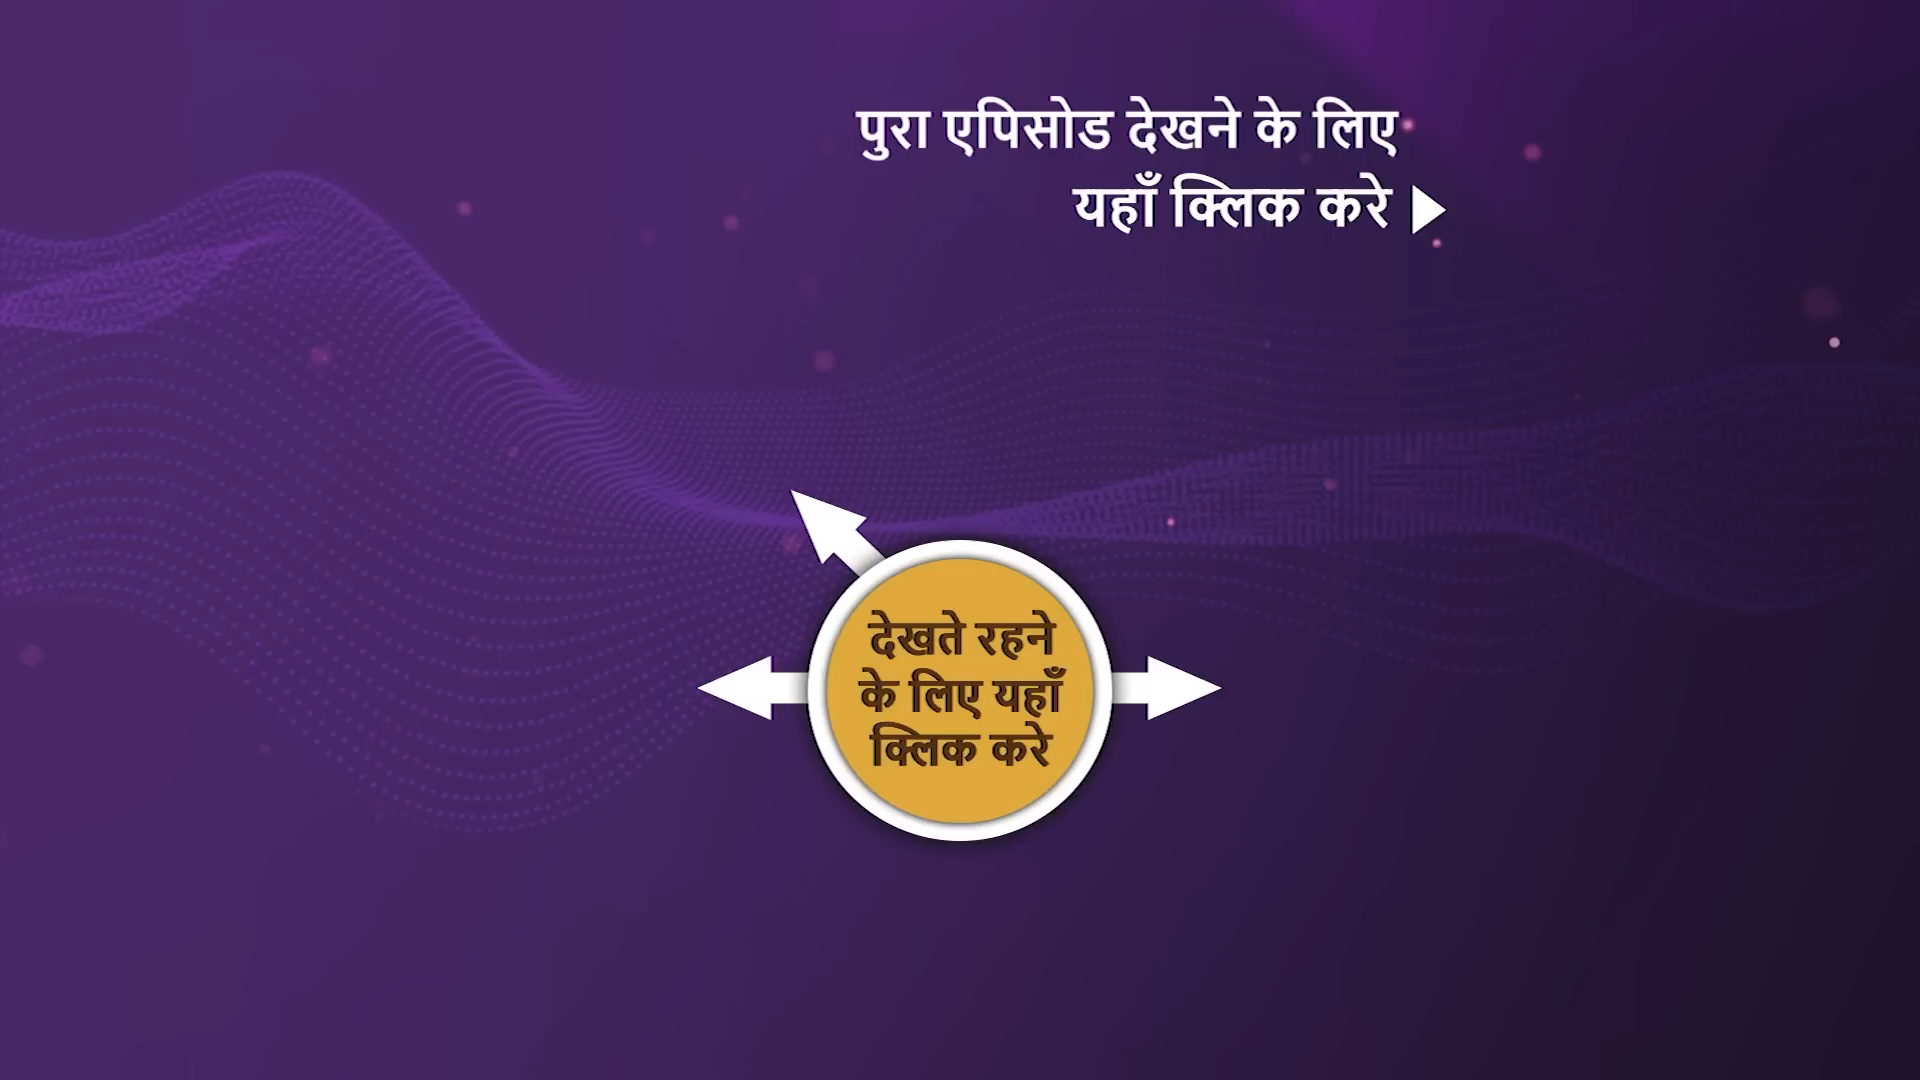 पुरा एपिसोड देखने के लिए
यहाँ क्लिक करे
देखते रहने
के लिए यहाँ
क्लिक करे